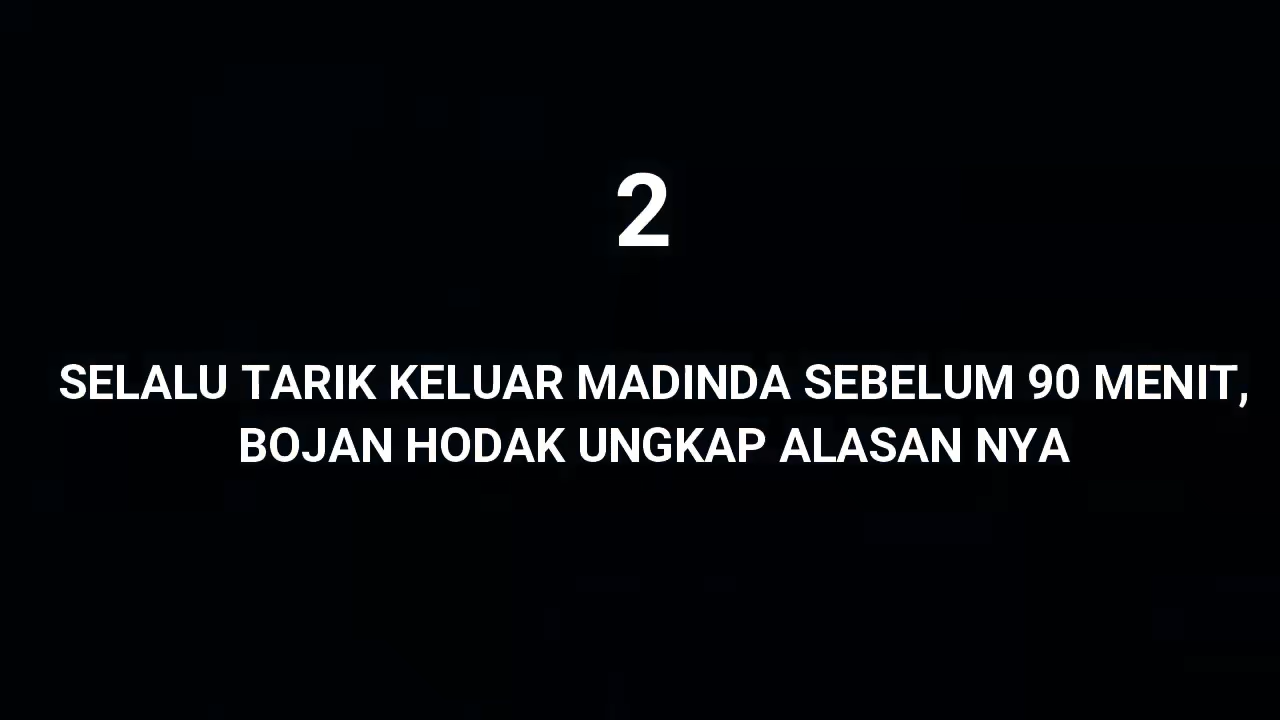 2
SELALU TARIK KELUAR MADINDA SEBELUM 90 MENIT,
BOJAN HODAK UNGKAP ALASAN NYA